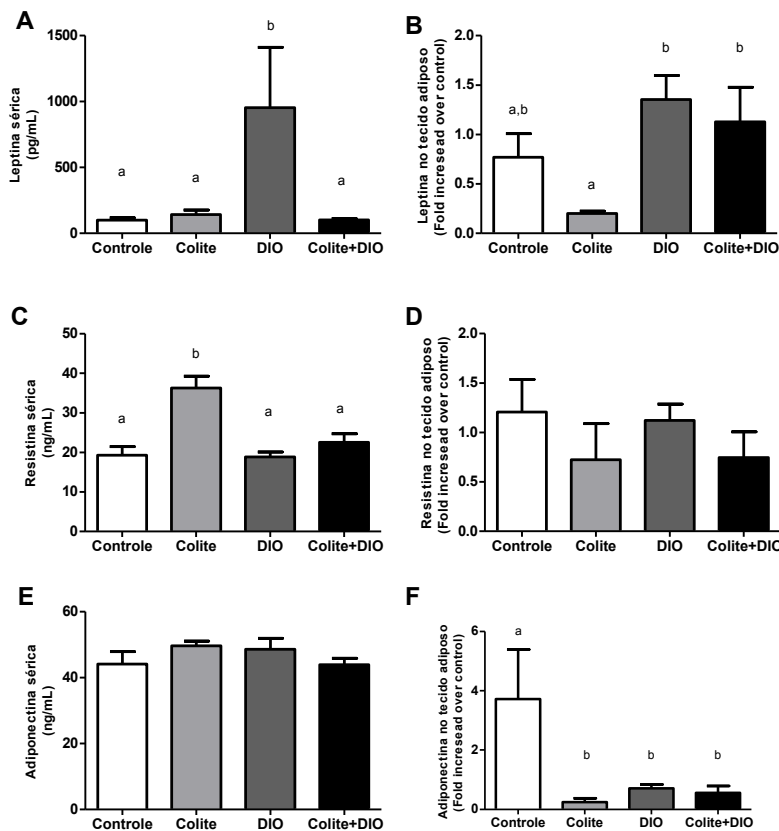 A
Leptina sérica
(pg/mL)
1500
1000
500
0
a
a
b
a
Controle
Colite
DIO
Colite+DIO
B
Leptina no tecido adiposo
(Fold incresead over control)
2.0
1.5
1.0
0.5
0.0
a,b
a
b
b
Controle
Colite
DIO
Colite+DIO
C
Resistina sérica
(ng/mL)
50
40
30
20
10
0
a
b
a
a
Controle
Colite
DIO
Colite+DIO
D
Resistina no tecido adiposo
(Fold incresead over control)
2.0
1.5
1.0
0.5
0.0
Controle
Colite
DIO
Colite+DIO
E
Adiponectina sérica
(ng/mL)
60
40
20
0
Controle
Colite
DIO
Colite+DIO
F
Adiponectina no tecido adiposo
(Fold incresead over control)
6
4
2
0
a
b
b
b
Controle
Colite
DIO
Colite+DIO